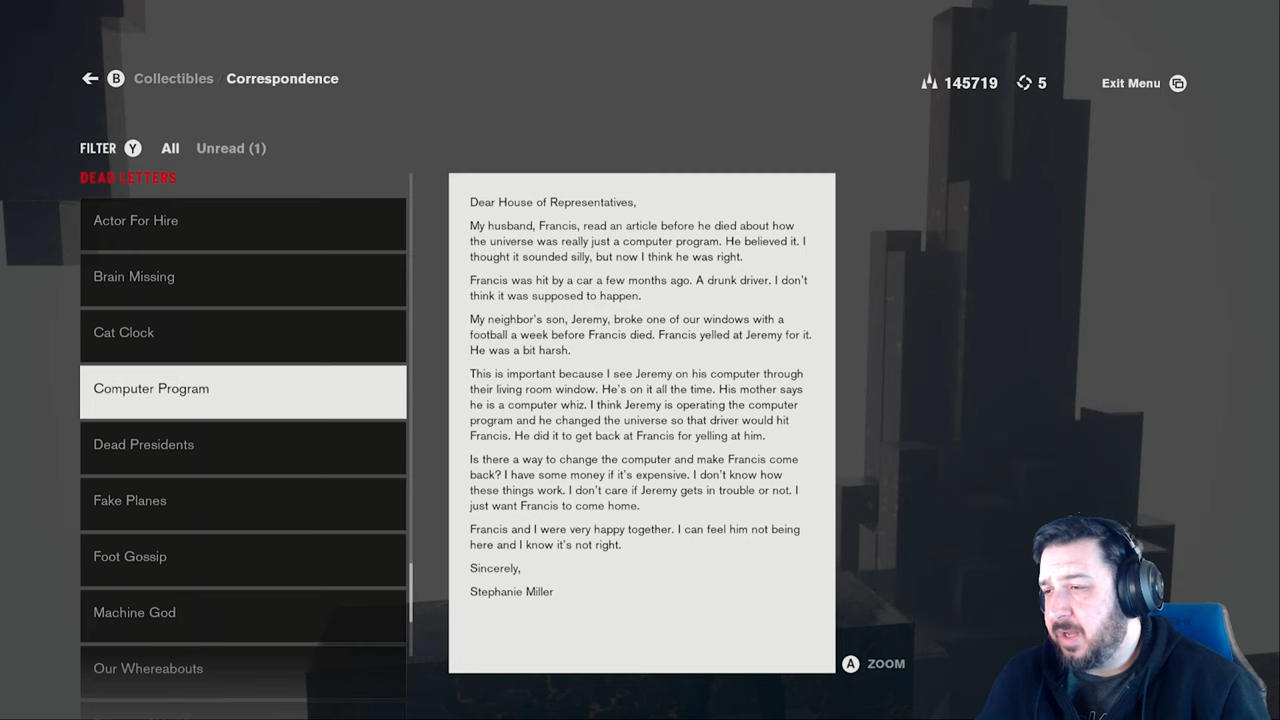 B Collectibles / Correspondence
145719 5 Exit Menu
FILTER Y All Unread (1)
DEAD LETTERS
Actor For Hire
Brain Missing
Cat Clock
Computer Program
Dead Presidents
Fake Planes
Foot Gossip
Machine God
Our Whereabouts
Dear House of Representatives,
My husband, Francis, read an article before he died about how
the universe was really just a computer program. He believed it. I
thought it sounded silly, but now I think he was right.
Francis was hit by a car a few months ago. A drunk driver. I don't
think it was supposed to happen.
My neighbor's son, Jeremy, broke one of our windows with a
football a week before Francis died. Francis yelled at Jeremy for it.
He was a bit harsh.
This is important because I see Jeremy on his computer through
their living room window. He's on it all the time. His mother says
he is a computer whiz. I think Jeremy is operating the computer
program and he changed the universe so that driver would hit
Francis. He did it to get back at Francis for yelling at him.
Is there a way to change the computer and make Francis come
back? I have some money if it's expensive. I don't know how
these things work. I don't care if Jeremy gets in trouble or not. I
just want Francis to come home.
Francis and I were very happy together. I can feel him not being
here and I know it's not right.
Sincerely,
Stephanie Miller
A ZOOM